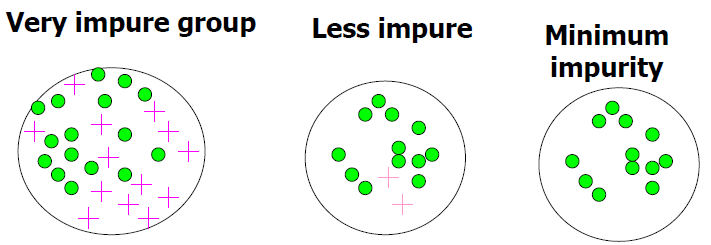 Very impure group
Less impure
Minimum
impurity